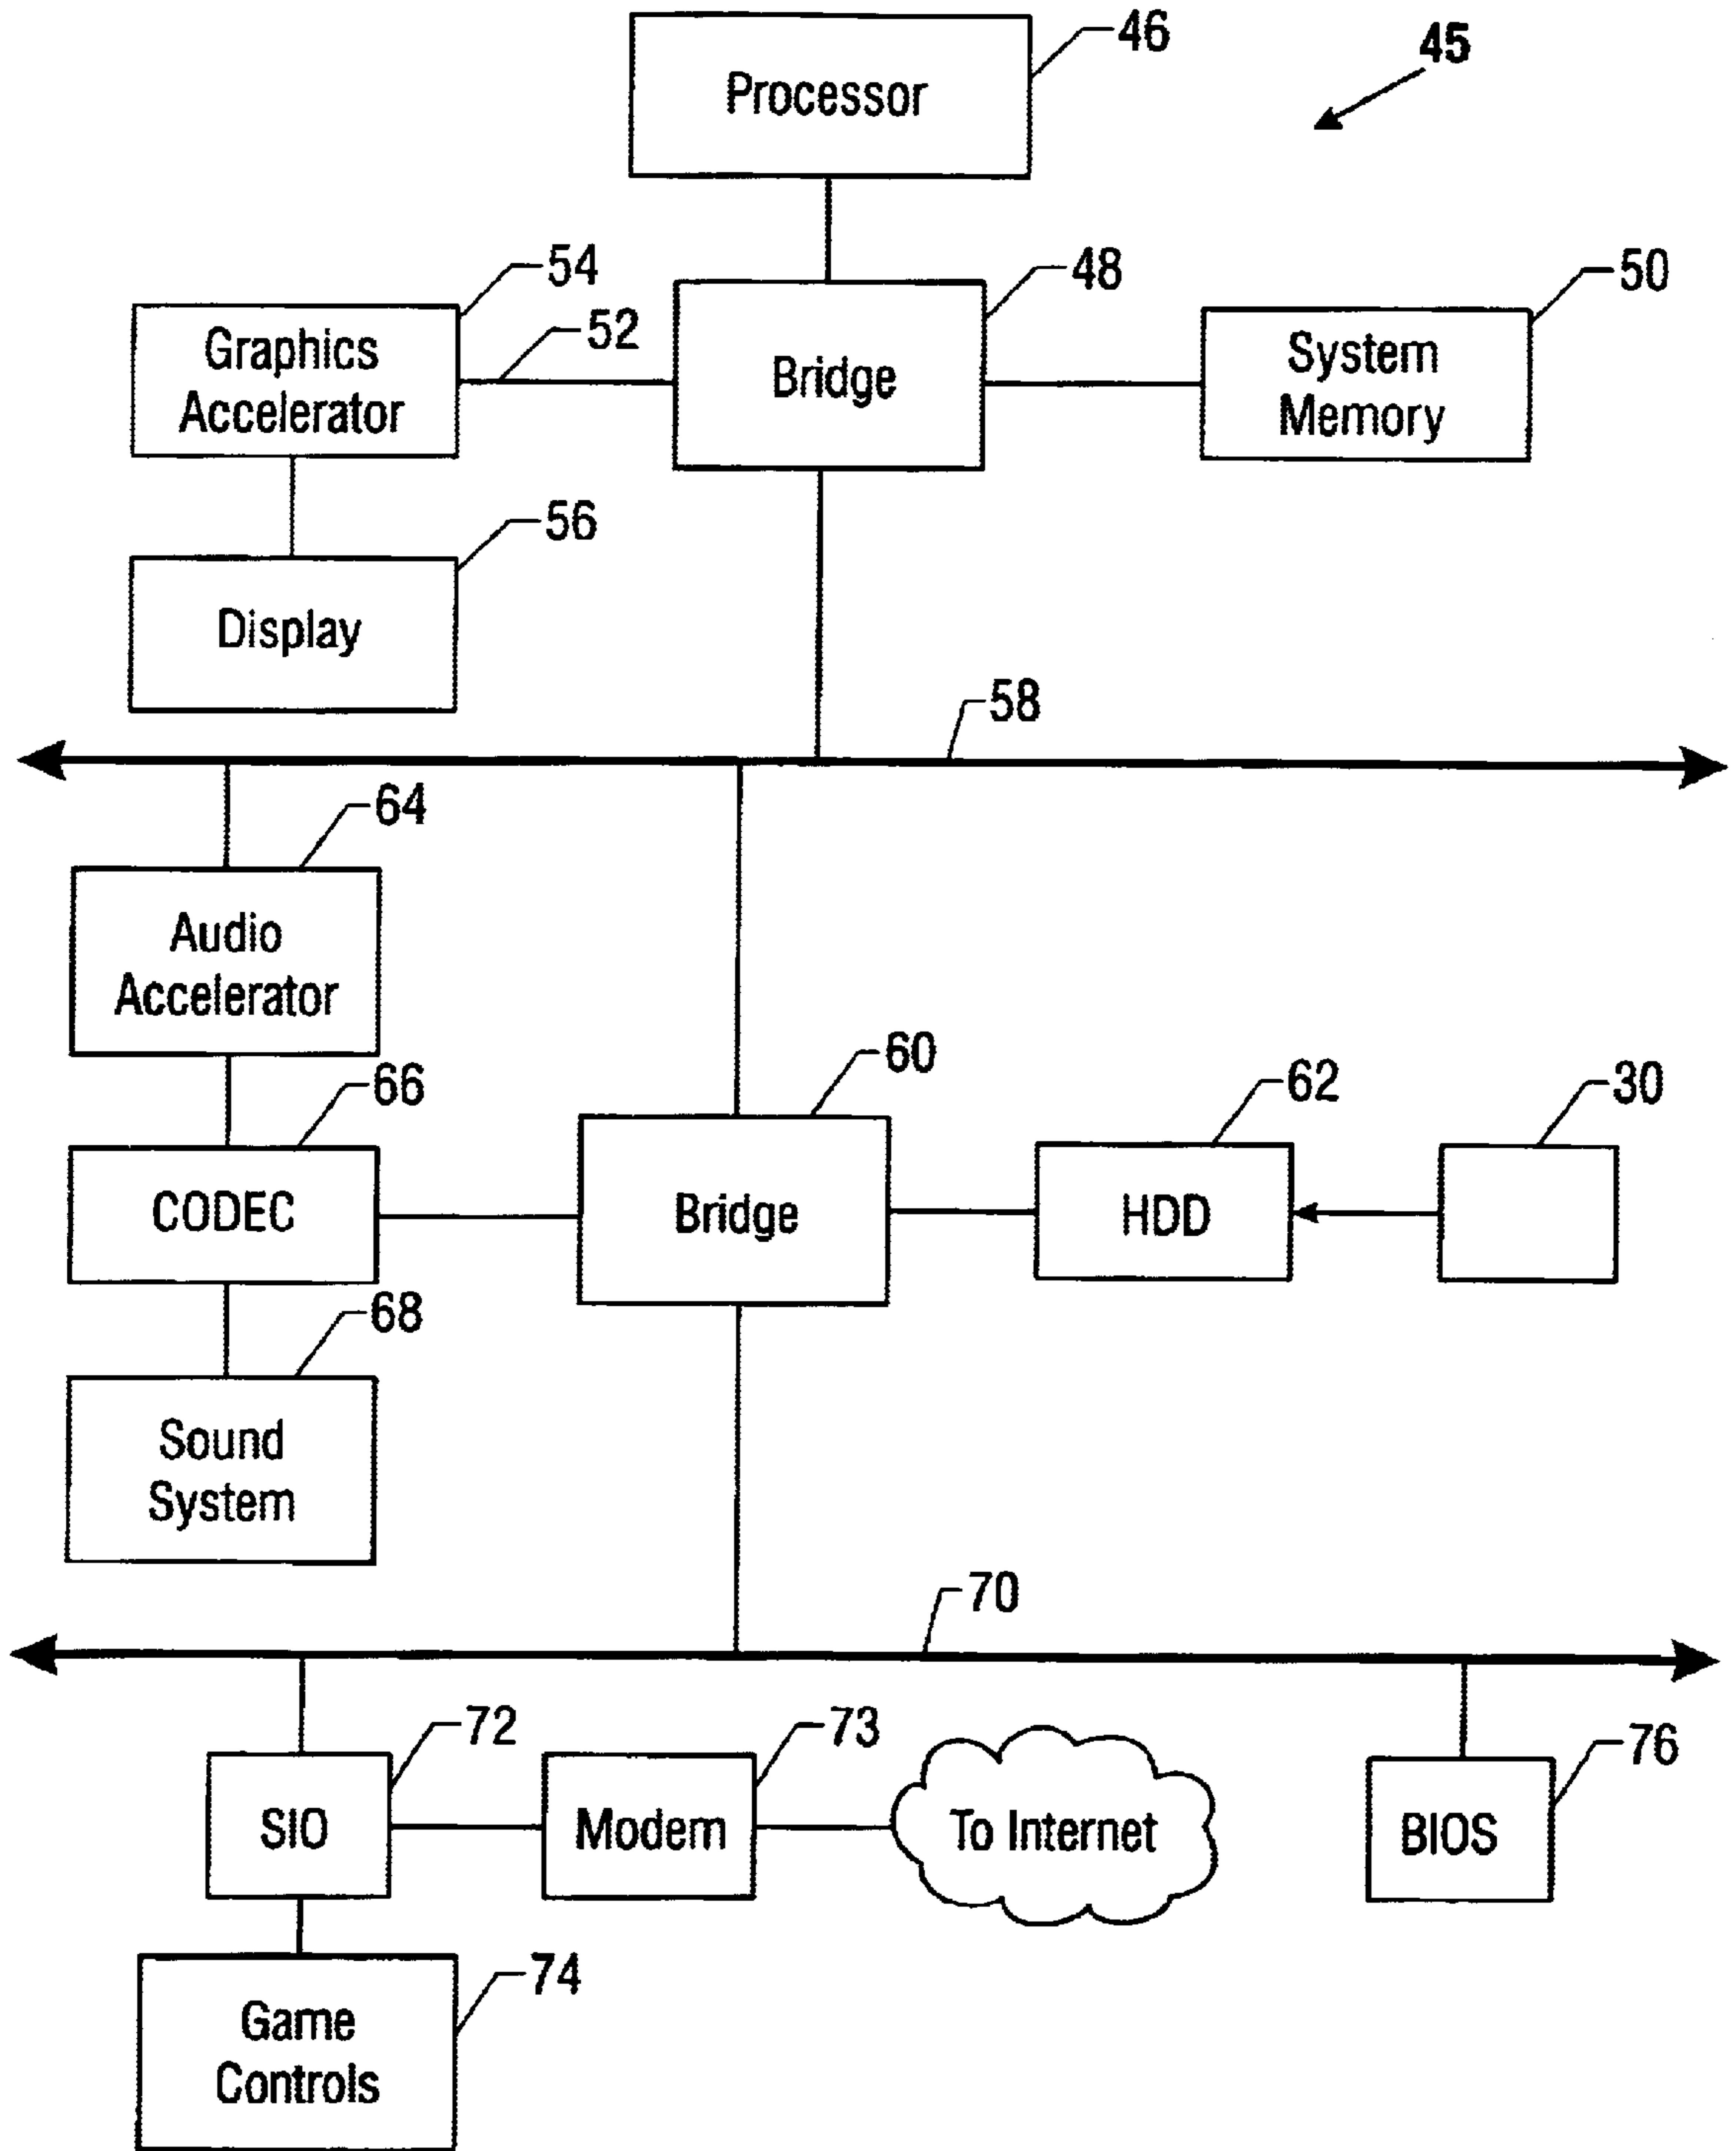 46
45
Processor
54
48
50
52
Graphics
Accelerator
Bridge
System
Memory
56
Display
58
64
Audio
Accelerator
60
62
30
66
CODEC
Bridge
HDD
68
Sound
System
70
72
73
76
SIO
Modem
To Internet
BIOS
74
Game
Controls